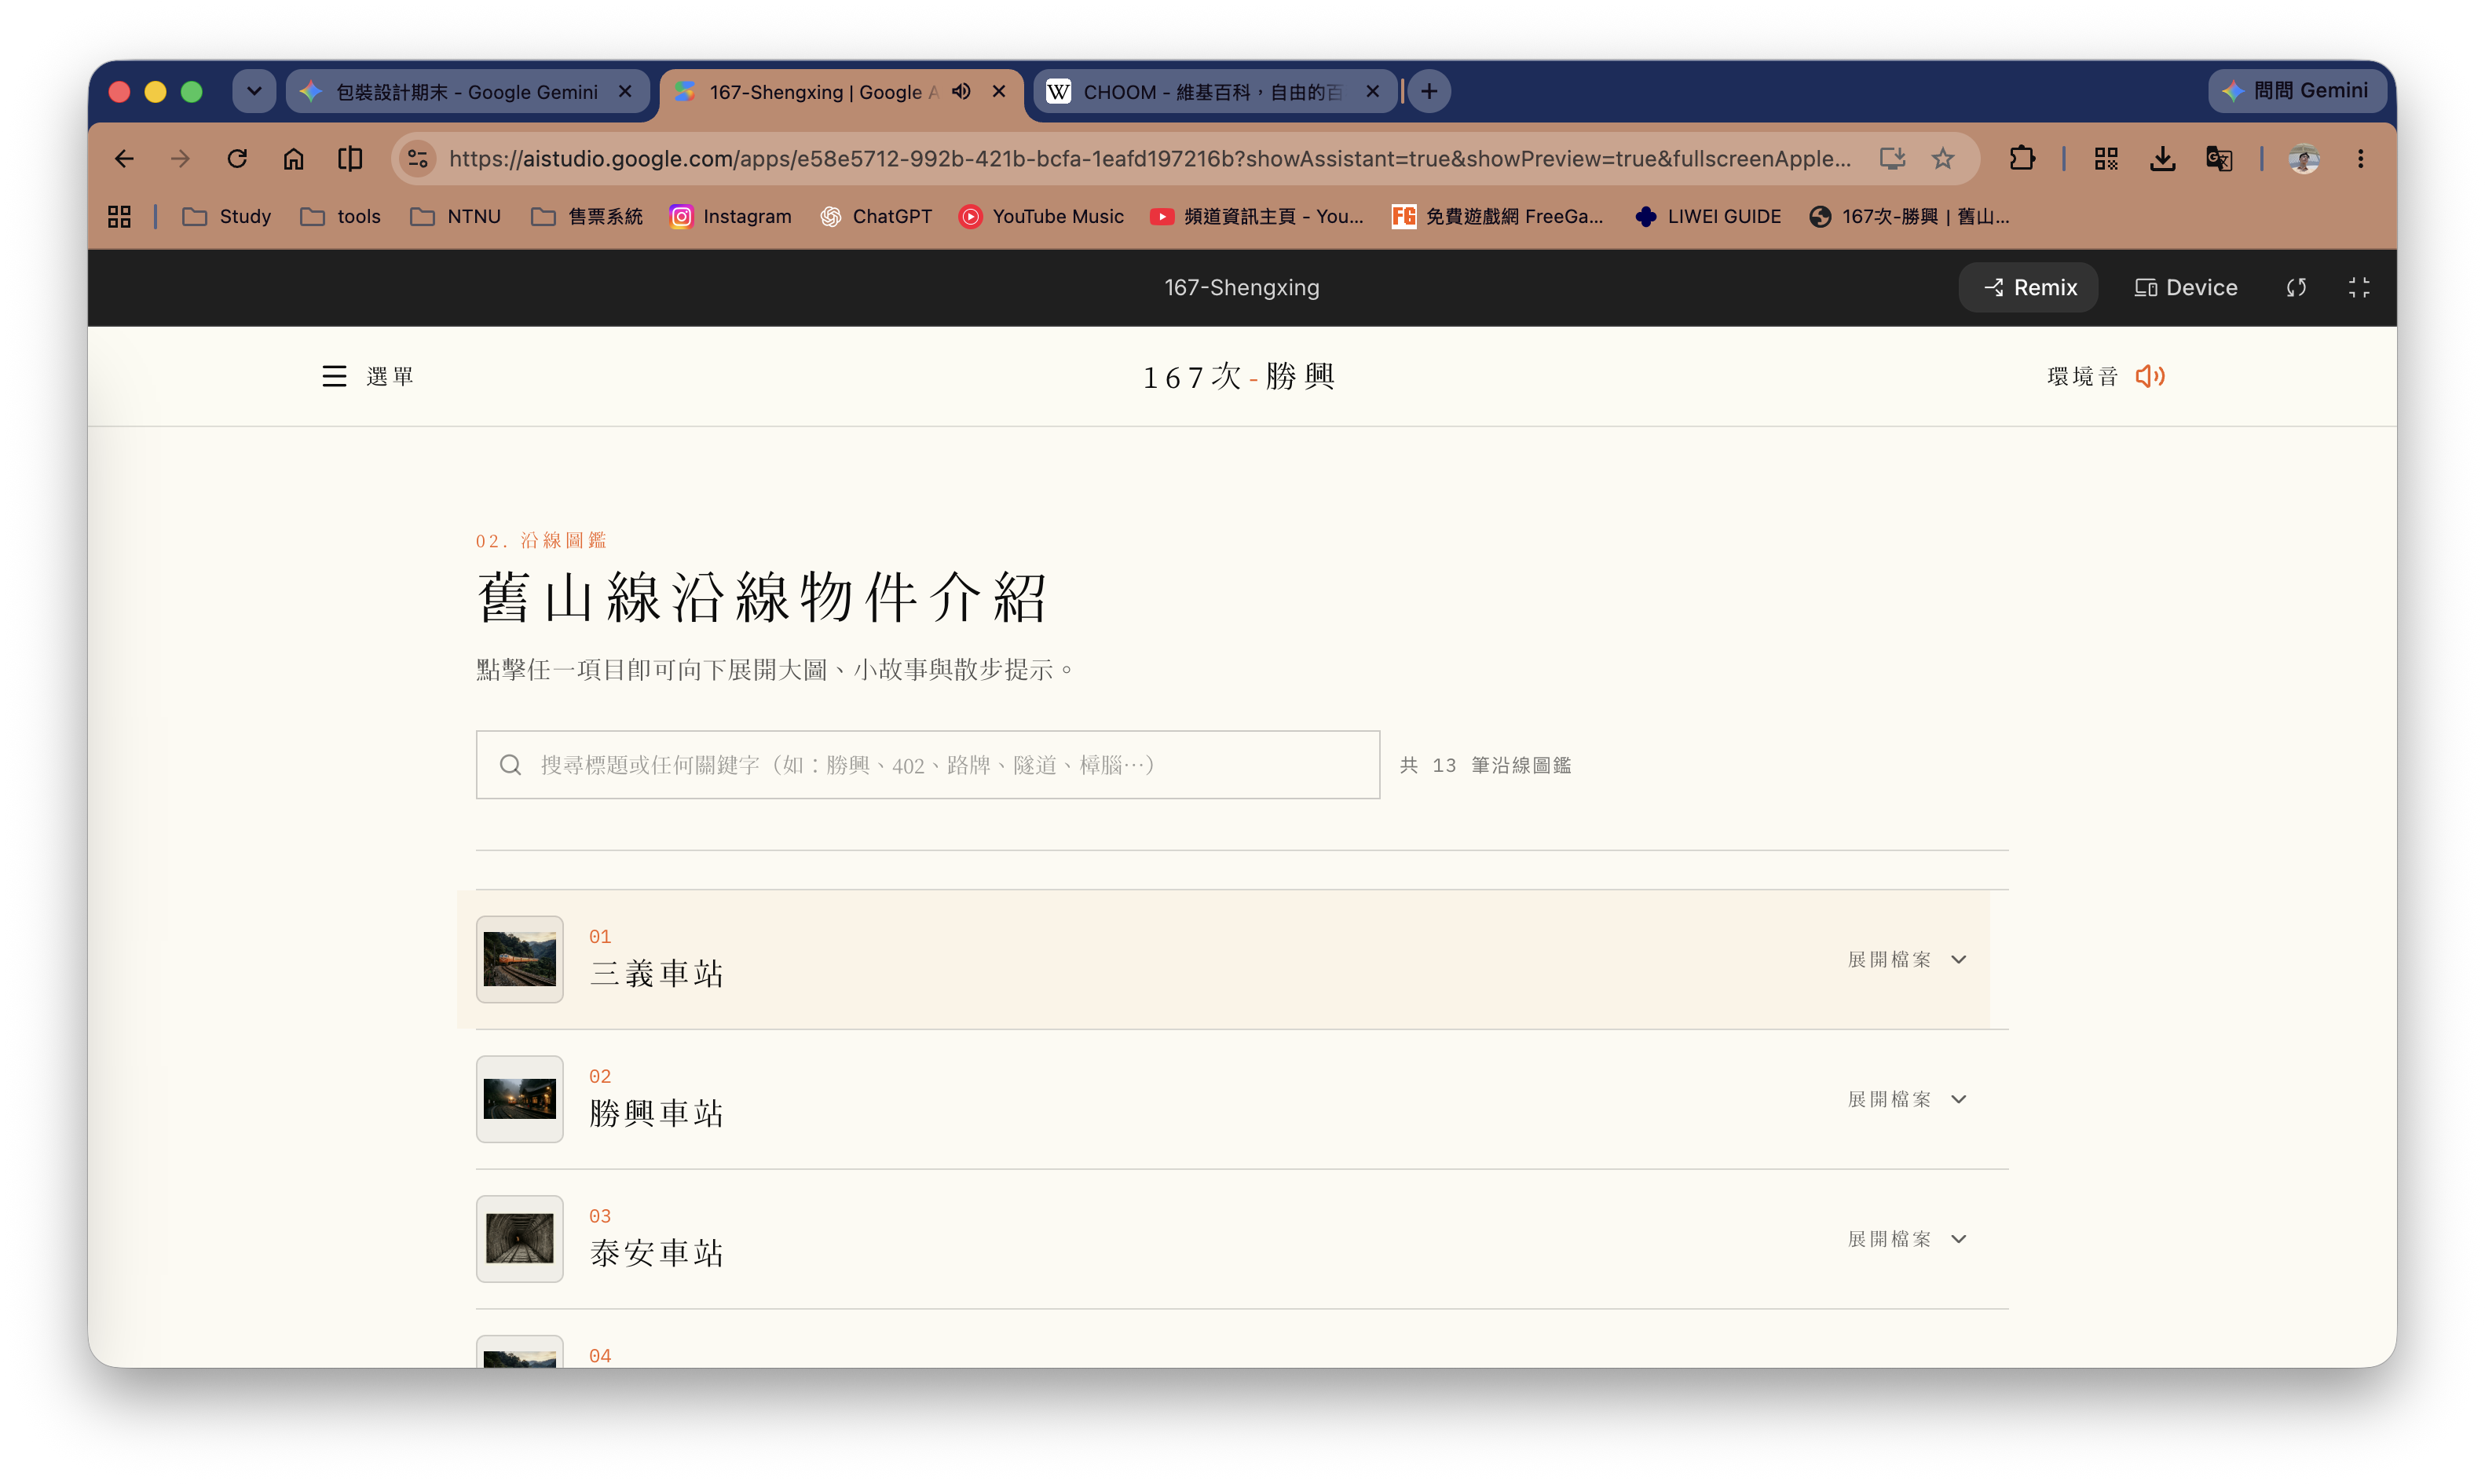 包裝設計期末 - Google Gemini
167-Shengxing | Google A
CHOOM - 維基百科，自由的百
問問 Gemini
https://aistudio.google.com/apps/e58e5712-992b-421b-bcfa-1eafd197216b?showAssistant=true&showPreview=true&fullscreenApple...
Study
tools
NTNU
售票系統
Instagram
ChatGPT
YouTube Music
頻道資訊主頁 - You...
FG 免費遊戲網 FreeGa...
LIWEI GUIDE
167次-勝興 | 舊山...
167-Shengxing
Remix
Device
選單
167次-勝興
環境音
02. 沿線圖鑑
舊山線沿線物件介紹
點擊任一項目即可向下展開大圖、小故事與散步提示。
搜尋標題或任何關鍵字（如：勝興、402、路牌、隧道、樟腦…）
共 13 筆沿線圖鑑
01
三義車站
展開檔案
02
勝興車站
展開檔案
03
泰安車站
展開檔案
04